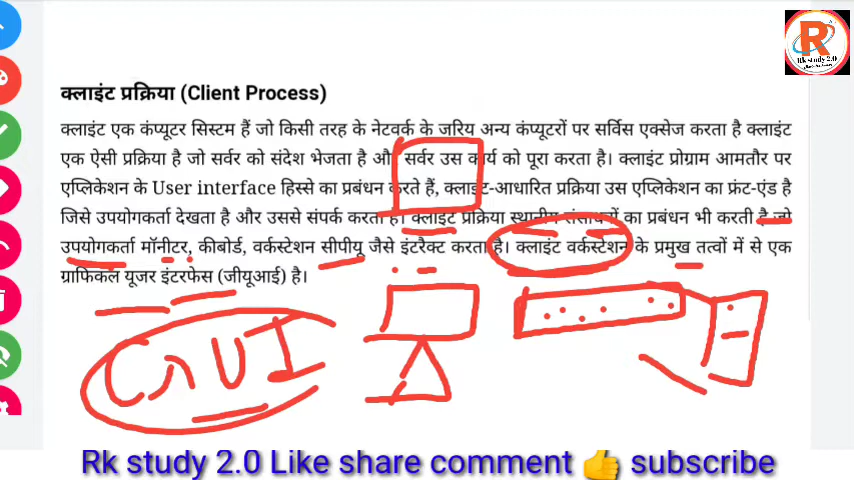 R
Rk study 2.0
क्लाइंट प्रक्रिया (Client Process)
क्लाइंट एक कंप्यूटर सिस्टम हैं जो किसी तरह के नेटवर्क के जरिय अन्य कंप्यूटरों पर सर्विस एक्सेज करता है क्लाइंट
एक ऐसी प्रक्रिया है जो सर्वर को संदेश भेजता है और सर्वर उस कार्य को पूरा करता है। क्लाइंट प्रोग्राम आमतौर पर
एप्लिकेशन के User interface हिस्से का प्रबंधन करते हैं, क्लाइंट-आधारित प्रक्रिया उस एप्लिकेशन का फ्रंट-एंड है
जिसे उपयोगकर्ता देखता है और उससे संपर्क करता है। क्लाइंट प्रक्रिया स्थानीय संसाधनों का प्रबंधन भी करती है जो
उपयोगकर्ता मॉनीटर, कीबोर्ड, वर्कस्टेशन सीपीयू जैसे इंटरैक्ट करता है। क्लाइंट वर्कस्टेशन के प्रमुख तत्वों में से एक
ग्राफिकल यूजर इंटरफेस (जीयूआई) है।
GUI
Rk study 2.0 Like share comment 👍 subscribe